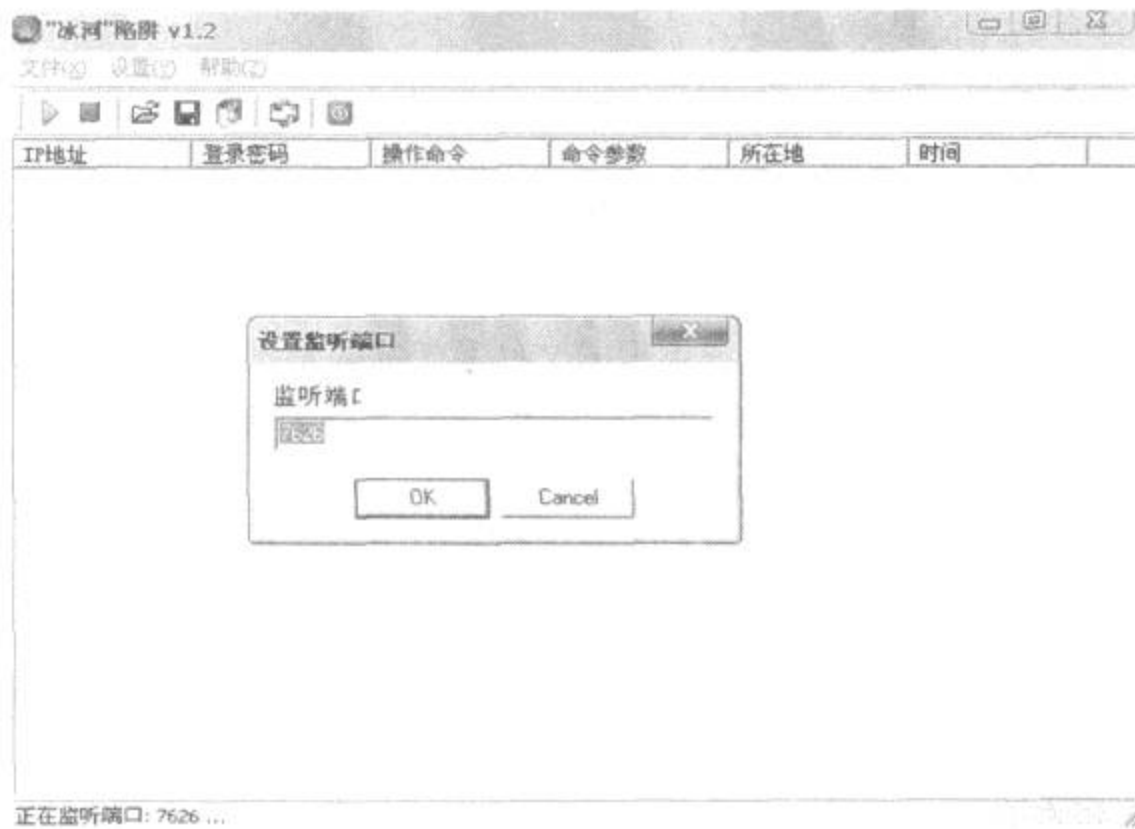 "冰河"陷阱 v1.2
文件(X) 设置(Y) 帮助(Z)
IP地址 登录密码 操作命令 命令参数 所在地 时间
设置监听端口
监听端口
7626
OK Cancel
正在监听端口: 7626 ...